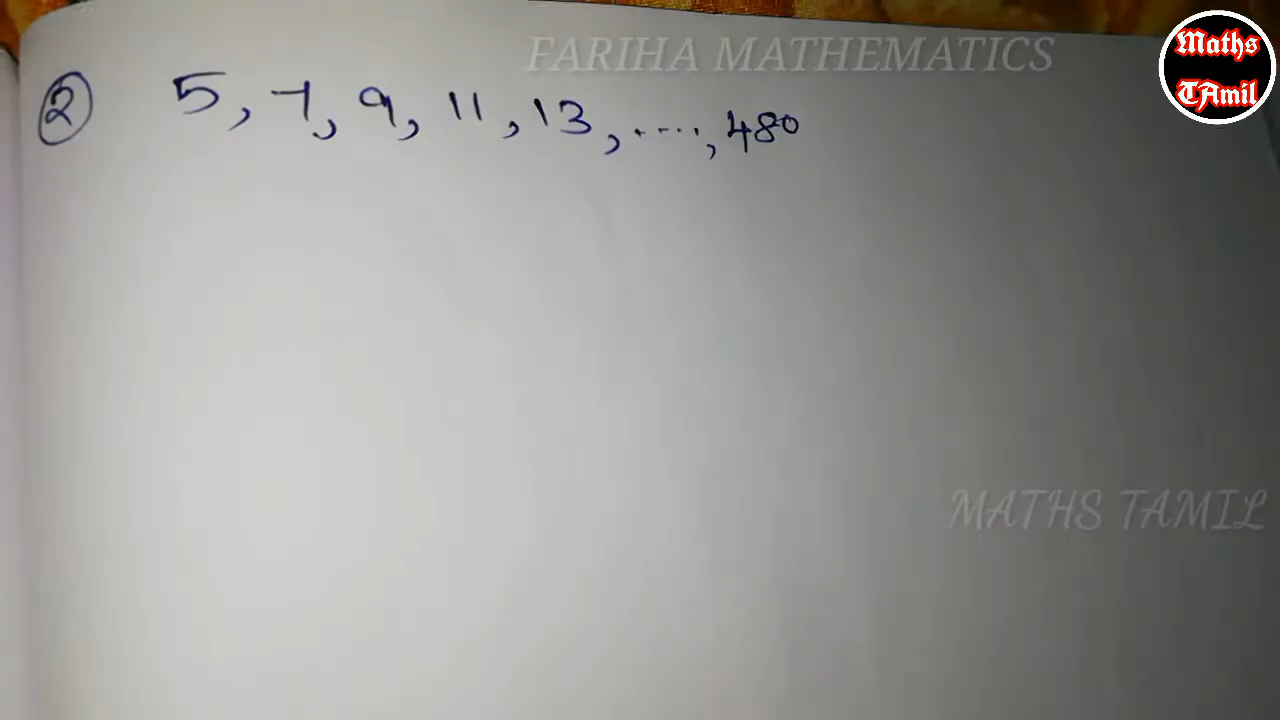 FARIHA MATHEMATICS
Maths
TAmil
② 5, 7, 9, 11, 13, ...., 480
MATHS TAMIL